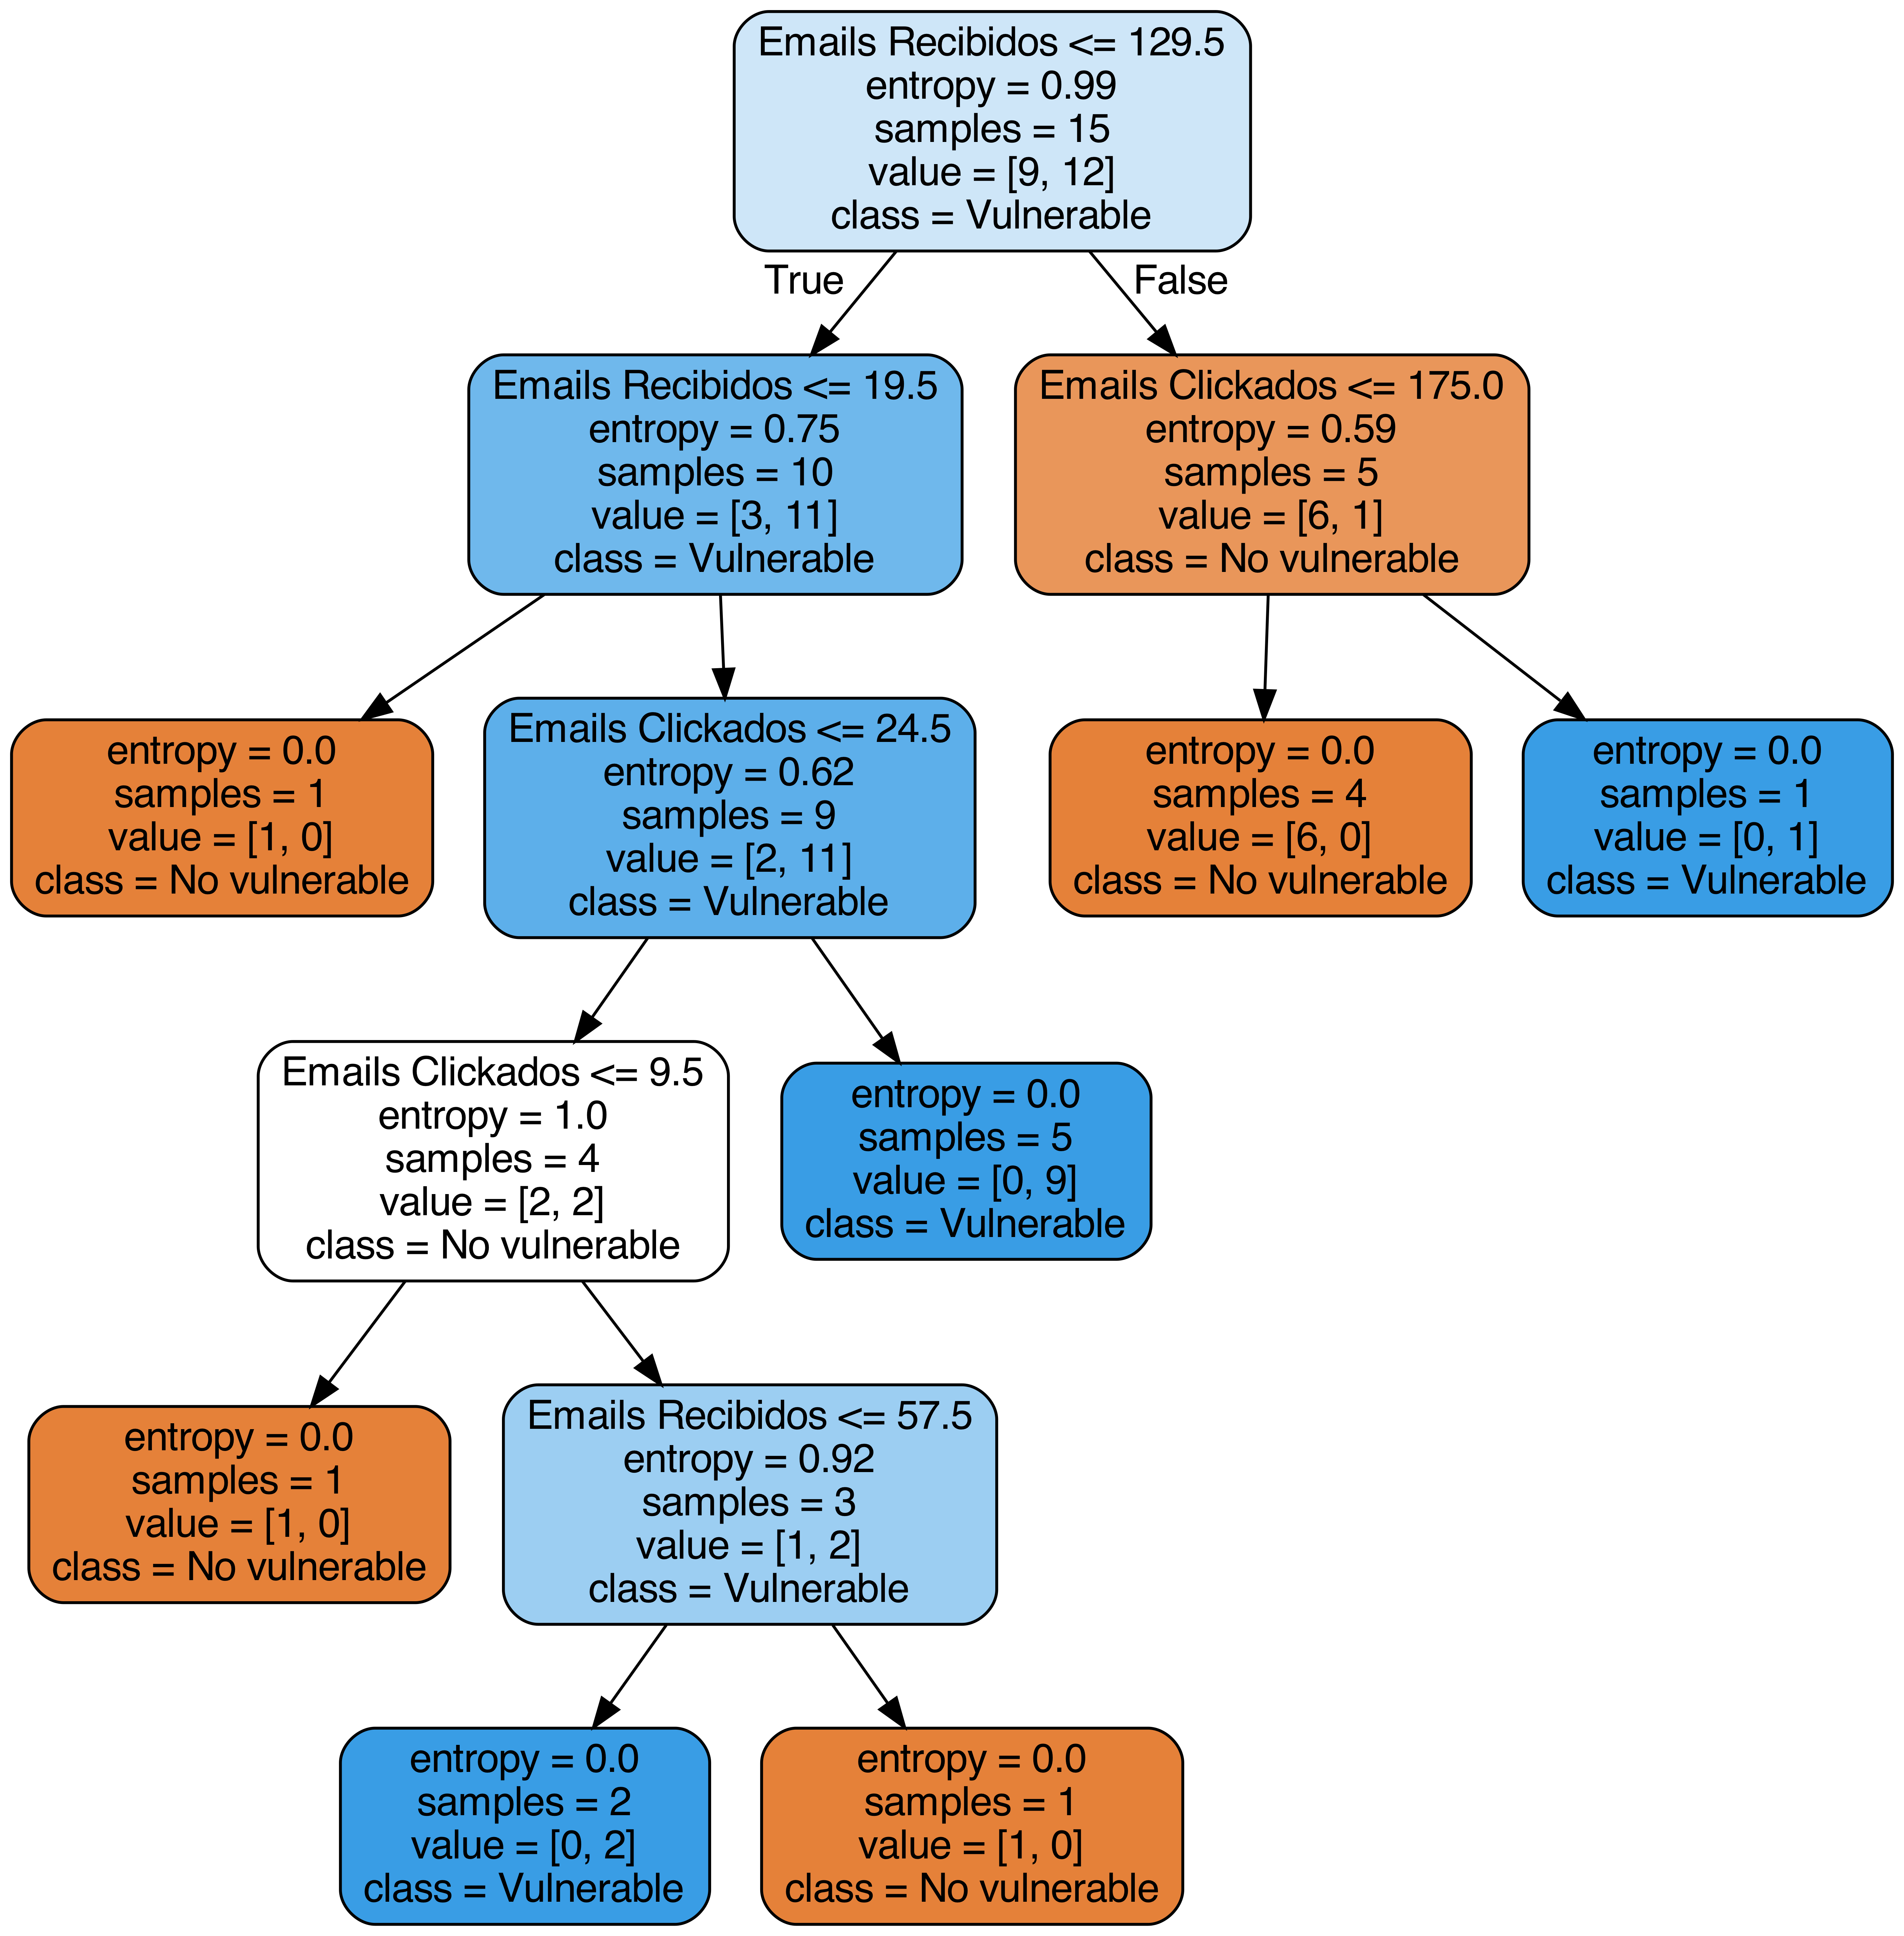 Emails Recibidos <= 129.5
entropy = 0.99
samples = 15
value = [9, 12]
class = Vulnerable
True
False
Emails Recibidos <= 19.5
entropy = 0.75
samples = 10
value = [3, 11]
class = Vulnerable
Emails Clickados <= 175.0
entropy = 0.59
samples = 5
value = [6, 1]
class = No vulnerable
entropy = 0.0
samples = 1
value = [1, 0]
class = No vulnerable
Emails Clickados <= 24.5
entropy = 0.62
samples = 9
value = [2, 11]
class = Vulnerable
entropy = 0.0
samples = 4
value = [6, 0]
class = No vulnerable
entropy = 0.0
samples = 1
value = [0, 1]
class = Vulnerable
Emails Clickados <= 9.5
entropy = 1.0
samples = 4
value = [2, 2]
class = No vulnerable
entropy = 0.0
samples = 5
value = [0, 9]
class = Vulnerable
entropy = 0.0
samples = 1
value = [1, 0]
class = No vulnerable
Emails Recibidos <= 57.5
entropy = 0.92
samples = 3
value = [1, 2]
class = Vulnerable
entropy = 0.0
samples = 2
value = [0, 2]
class = Vulnerable
entropy = 0.0
samples = 1
value = [1, 0]
class = No vulnerable